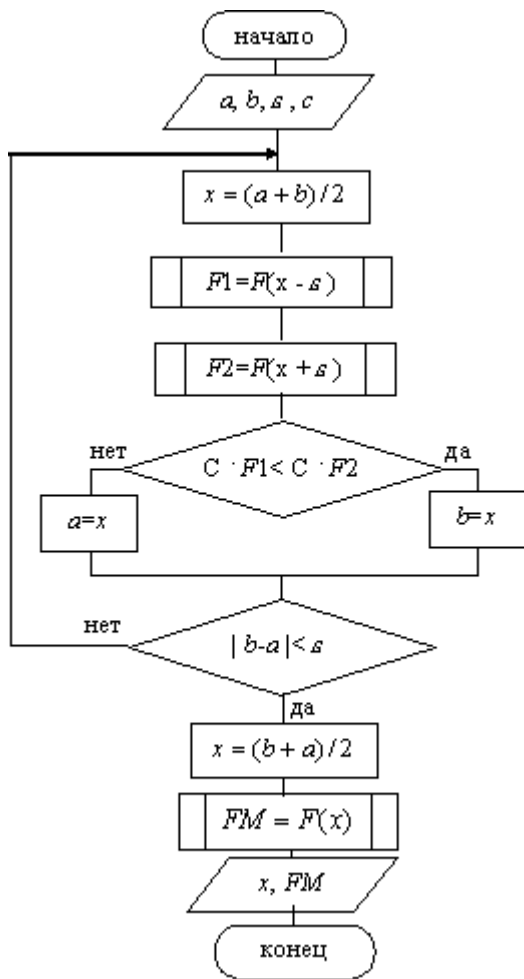 начало
a, b, ε, c
x = (a + b) / 2
F1=F(x - ε)
F2=F(x + ε)
нет
C · F1< C · F2
да
a=x
b=x
нет
| b-a |< ε
да
x = (b + a) / 2
FM = F(x)
x, FM
конец